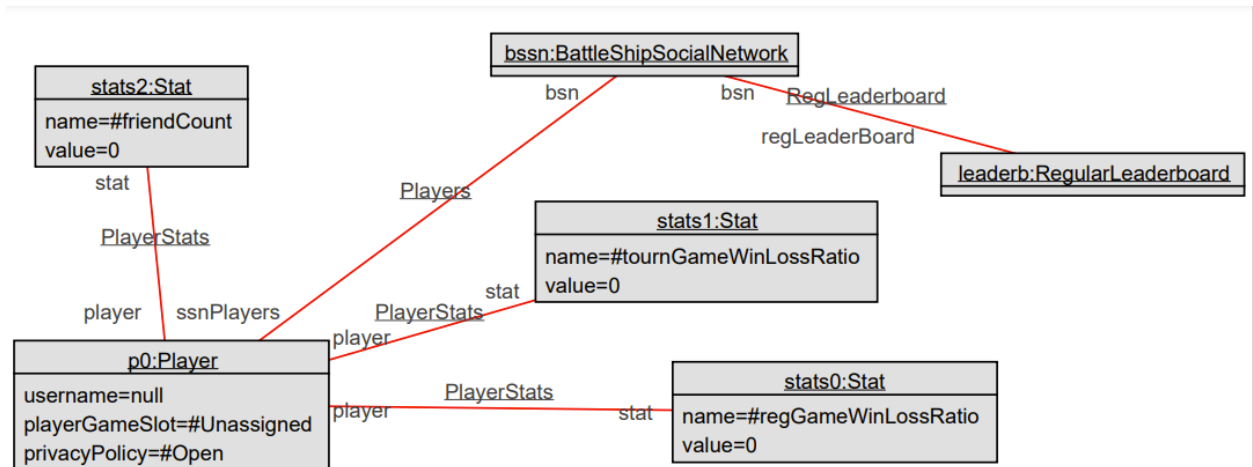 bssn:BattleShipSocialNetwork
stats2:Stat
name=#friendCount
value=0
bsn
bsn
RegLeaderboard
regLeaderBoard
leaderb:RegularLeaderboard
stat
Players
PlayerStats
stats1:Stat
name=#tournGameWinLossRatio
value=0
stat
player
ssnPlayers
PlayerStats
player
p0:Player
username=null
playerGameSlot=#Unassigned
privacyPolicy=#Open
PlayerStats
player
stat
stats0:Stat
name=#regGameWinLossRatio
value=0